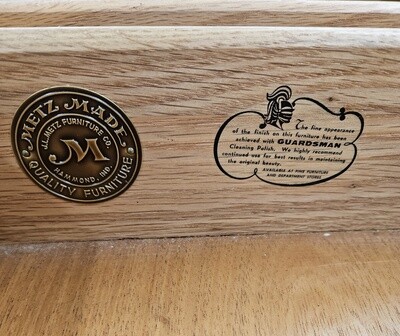 METZ MADE
J.L. METZ FURNITURE CO.
M
HAMMOND, IND.
QUALITY FURNITURE
The fine appearance
of the finish on this furniture has been
achieved with GUARDSMAN
Cleaning Polish. We highly recommend
continued use for best results in maintaining
the original beauty.
AVAILABLE AT FINE FURNITURE
AND DEPARTMENT STORES